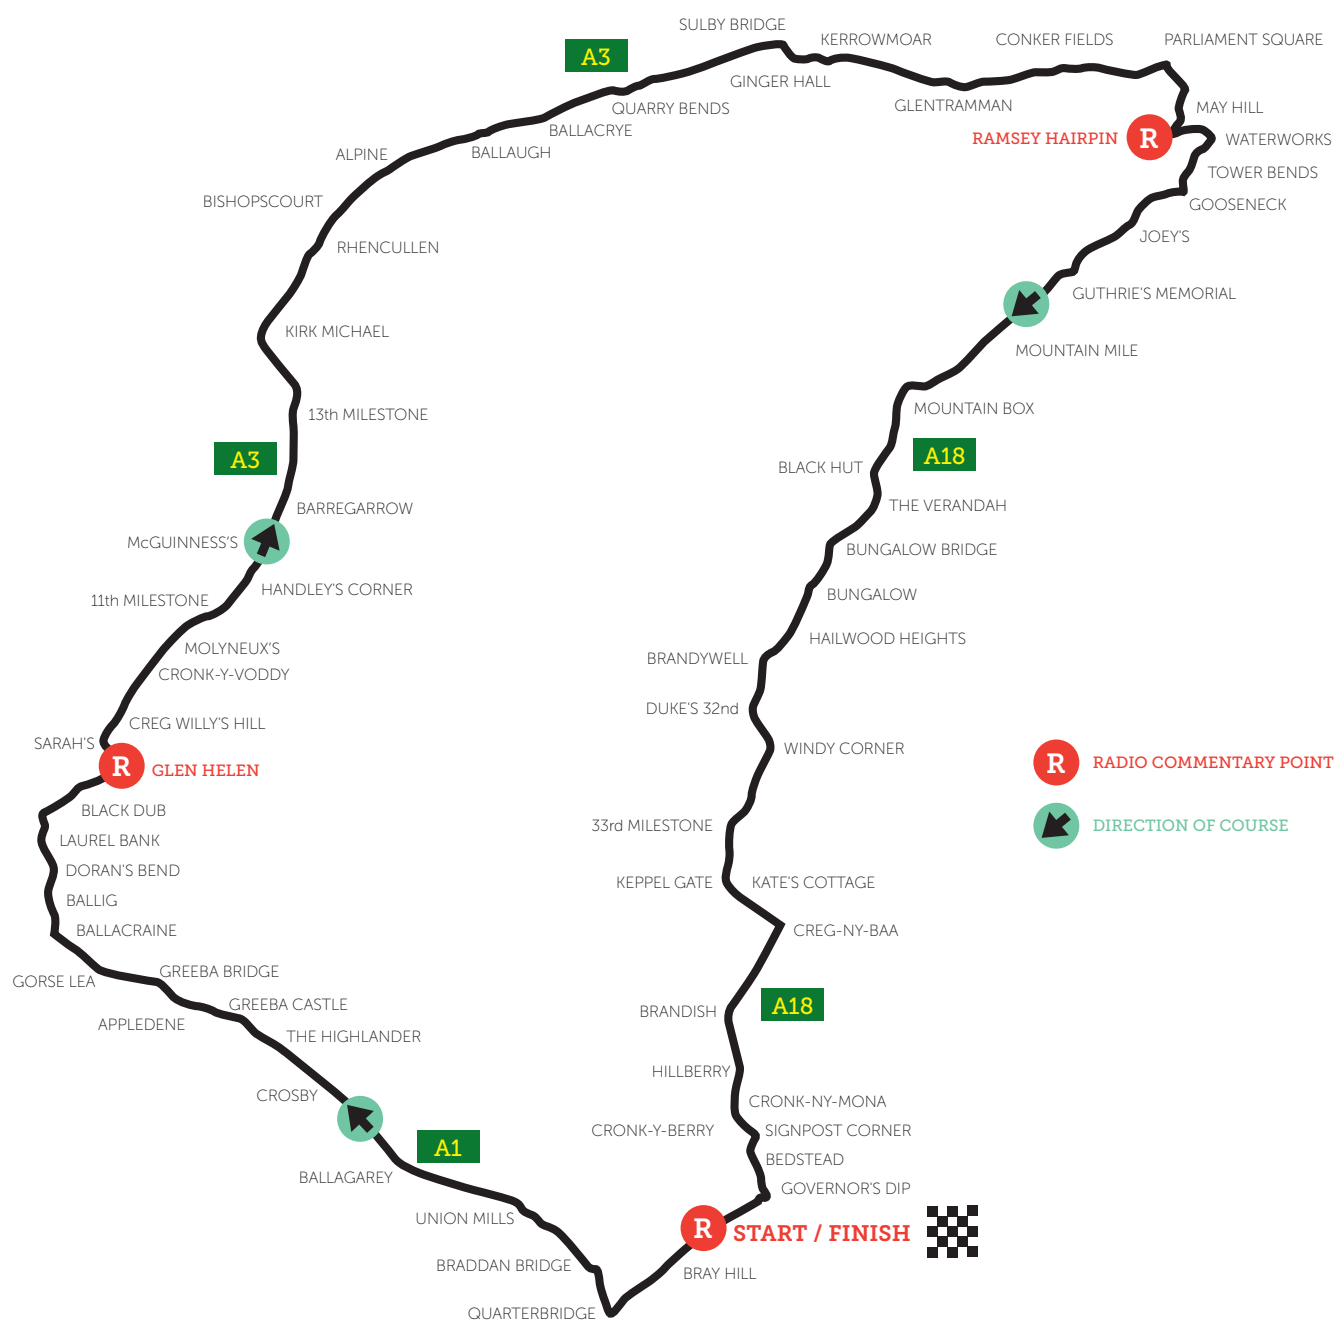 SULBY BRIDGE
KERROWMOAR
CONKER FIELDS
PARLIAMENT SQUARE
A3
GINGER HALL
QUARRY BENDS
GLENTRAMMAN
MAY HILL
BALLACRYE
RAMSEY HAIRPIN
R
WATERWORKS
ALPINE
BALLAUGH
TOWER BENDS
BISHOPSCOURT
GOOSENECK
JOEY'S
RHENCULLEN
GUTHRIE'S MEMORIAL
KIRK MICHAEL
MOUNTAIN MILE
13th MILESTONE
MOUNTAIN BOX
A3
A18
BLACK HUT
BARREGARROW
THE VERANDAH
McGUINNESS'S
BUNGALOW BRIDGE
HANDLEY'S CORNER
11th MILESTONE
BUNGALOW
MOLYNEUX'S
HAILWOOD HEIGHTS
CRONK-Y-VODDY
BRANDYWELL
DUKE'S 32nd
CREG WILLY'S HILL
SARAH'S
WINDY CORNER
R
GLEN HELEN
R
RADIO COMMENTARY POINT
BLACK DUB
33rd MILESTONE
DIRECTION OF COURSE
LAUREL BANK
DORAN'S BEND
KEPPEL GATE
KATE'S COTTAGE
BALLIG
BALLACRAINE
CREG-NY-BAA
GORSE LEA
GREEBA BRIDGE
GREEBA CASTLE
A18
BRANDISH
APPLEDENE
THE HIGHLANDER
HILLBERRY
CROSBY
CRONK-NY-MONA
CRONK-Y-BERRY
SIGNPOST CORNER
A1
BEDSTEAD
BALLAGAREY
GOVERNOR'S DIP
UNION MILLS
R
START / FINISH
BRADDAN BRIDGE
BRAY HILL
QUARTERBRIDGE